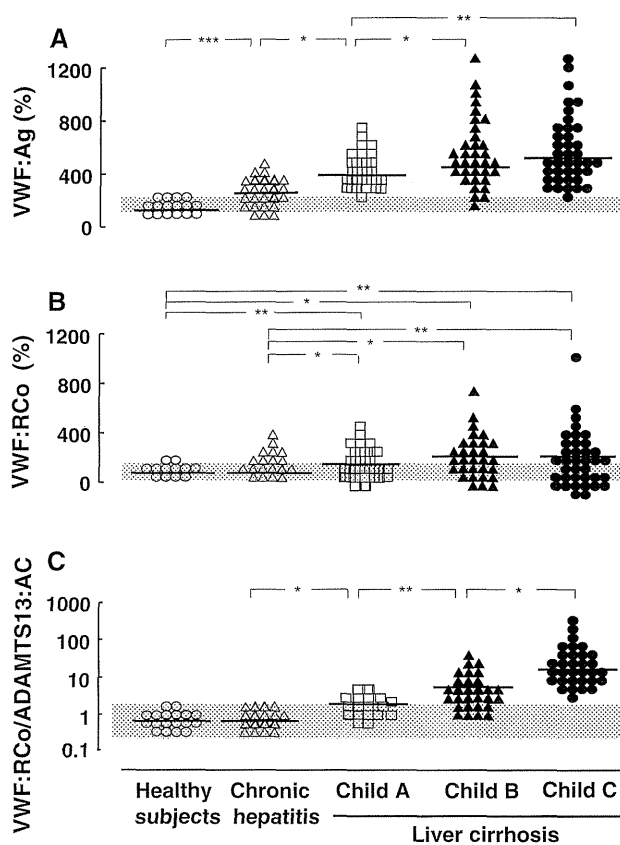 A
*** * * **
VWF:Ag (%)
1200
800
400
0
B
** * ** ** * *
VWF:RCo (%)
1200
800
400
0
C
* ** *
VWF:RCo/ADAMTS13:AC
1000
100
10
1
0.1
Healthy subjects
Chronic hepatitis
Child A
Child B
Child C
Liver cirrhosis